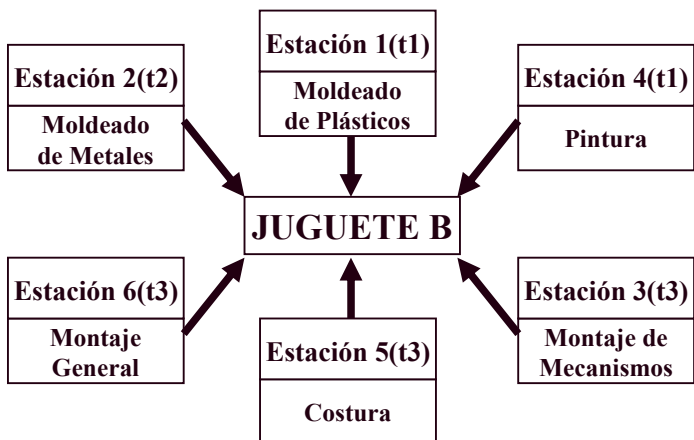 Estación 1(t1)
Moldeado
de Plásticos
Estación 2(t2)
Moldeado
de Metales
Estación 4(t1)
Pintura
JUGUETE B
Estación 6(t3)
Montaje
General
Estación 5(t3)
Costura
Estación 3(t3)
Montaje de
Mecanismos